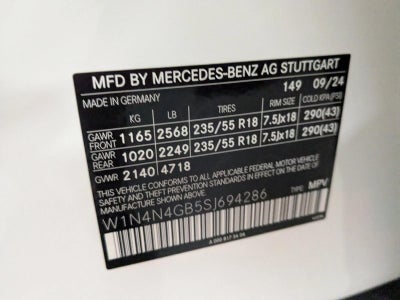 MFD BY MERCEDES-BENZ AG STUTTGART
MADE IN GERMANY 149 09/24
KG LB TIRES RIM SIZE COLD KPA(PSI)
GAWR FRONT 1165 2568 235/55 R18 7.5Jx18 290(43)
GAWR REAR 1020 2249 235/55 R18 7.5Jx18 290(43)
GVWR 2140 4718
THIS VEHICLE CONFORMS TO ALL APPLICABLE FEDERAL MOTOR VEHICLE
SAFETY/THEFT PREVENTION STANDARDS IN EFFECT ON THE DATE OF
MANUFACTURE SHOWN ABOVE.
W1N4N4GB5SJ694286 TYPE: MPV